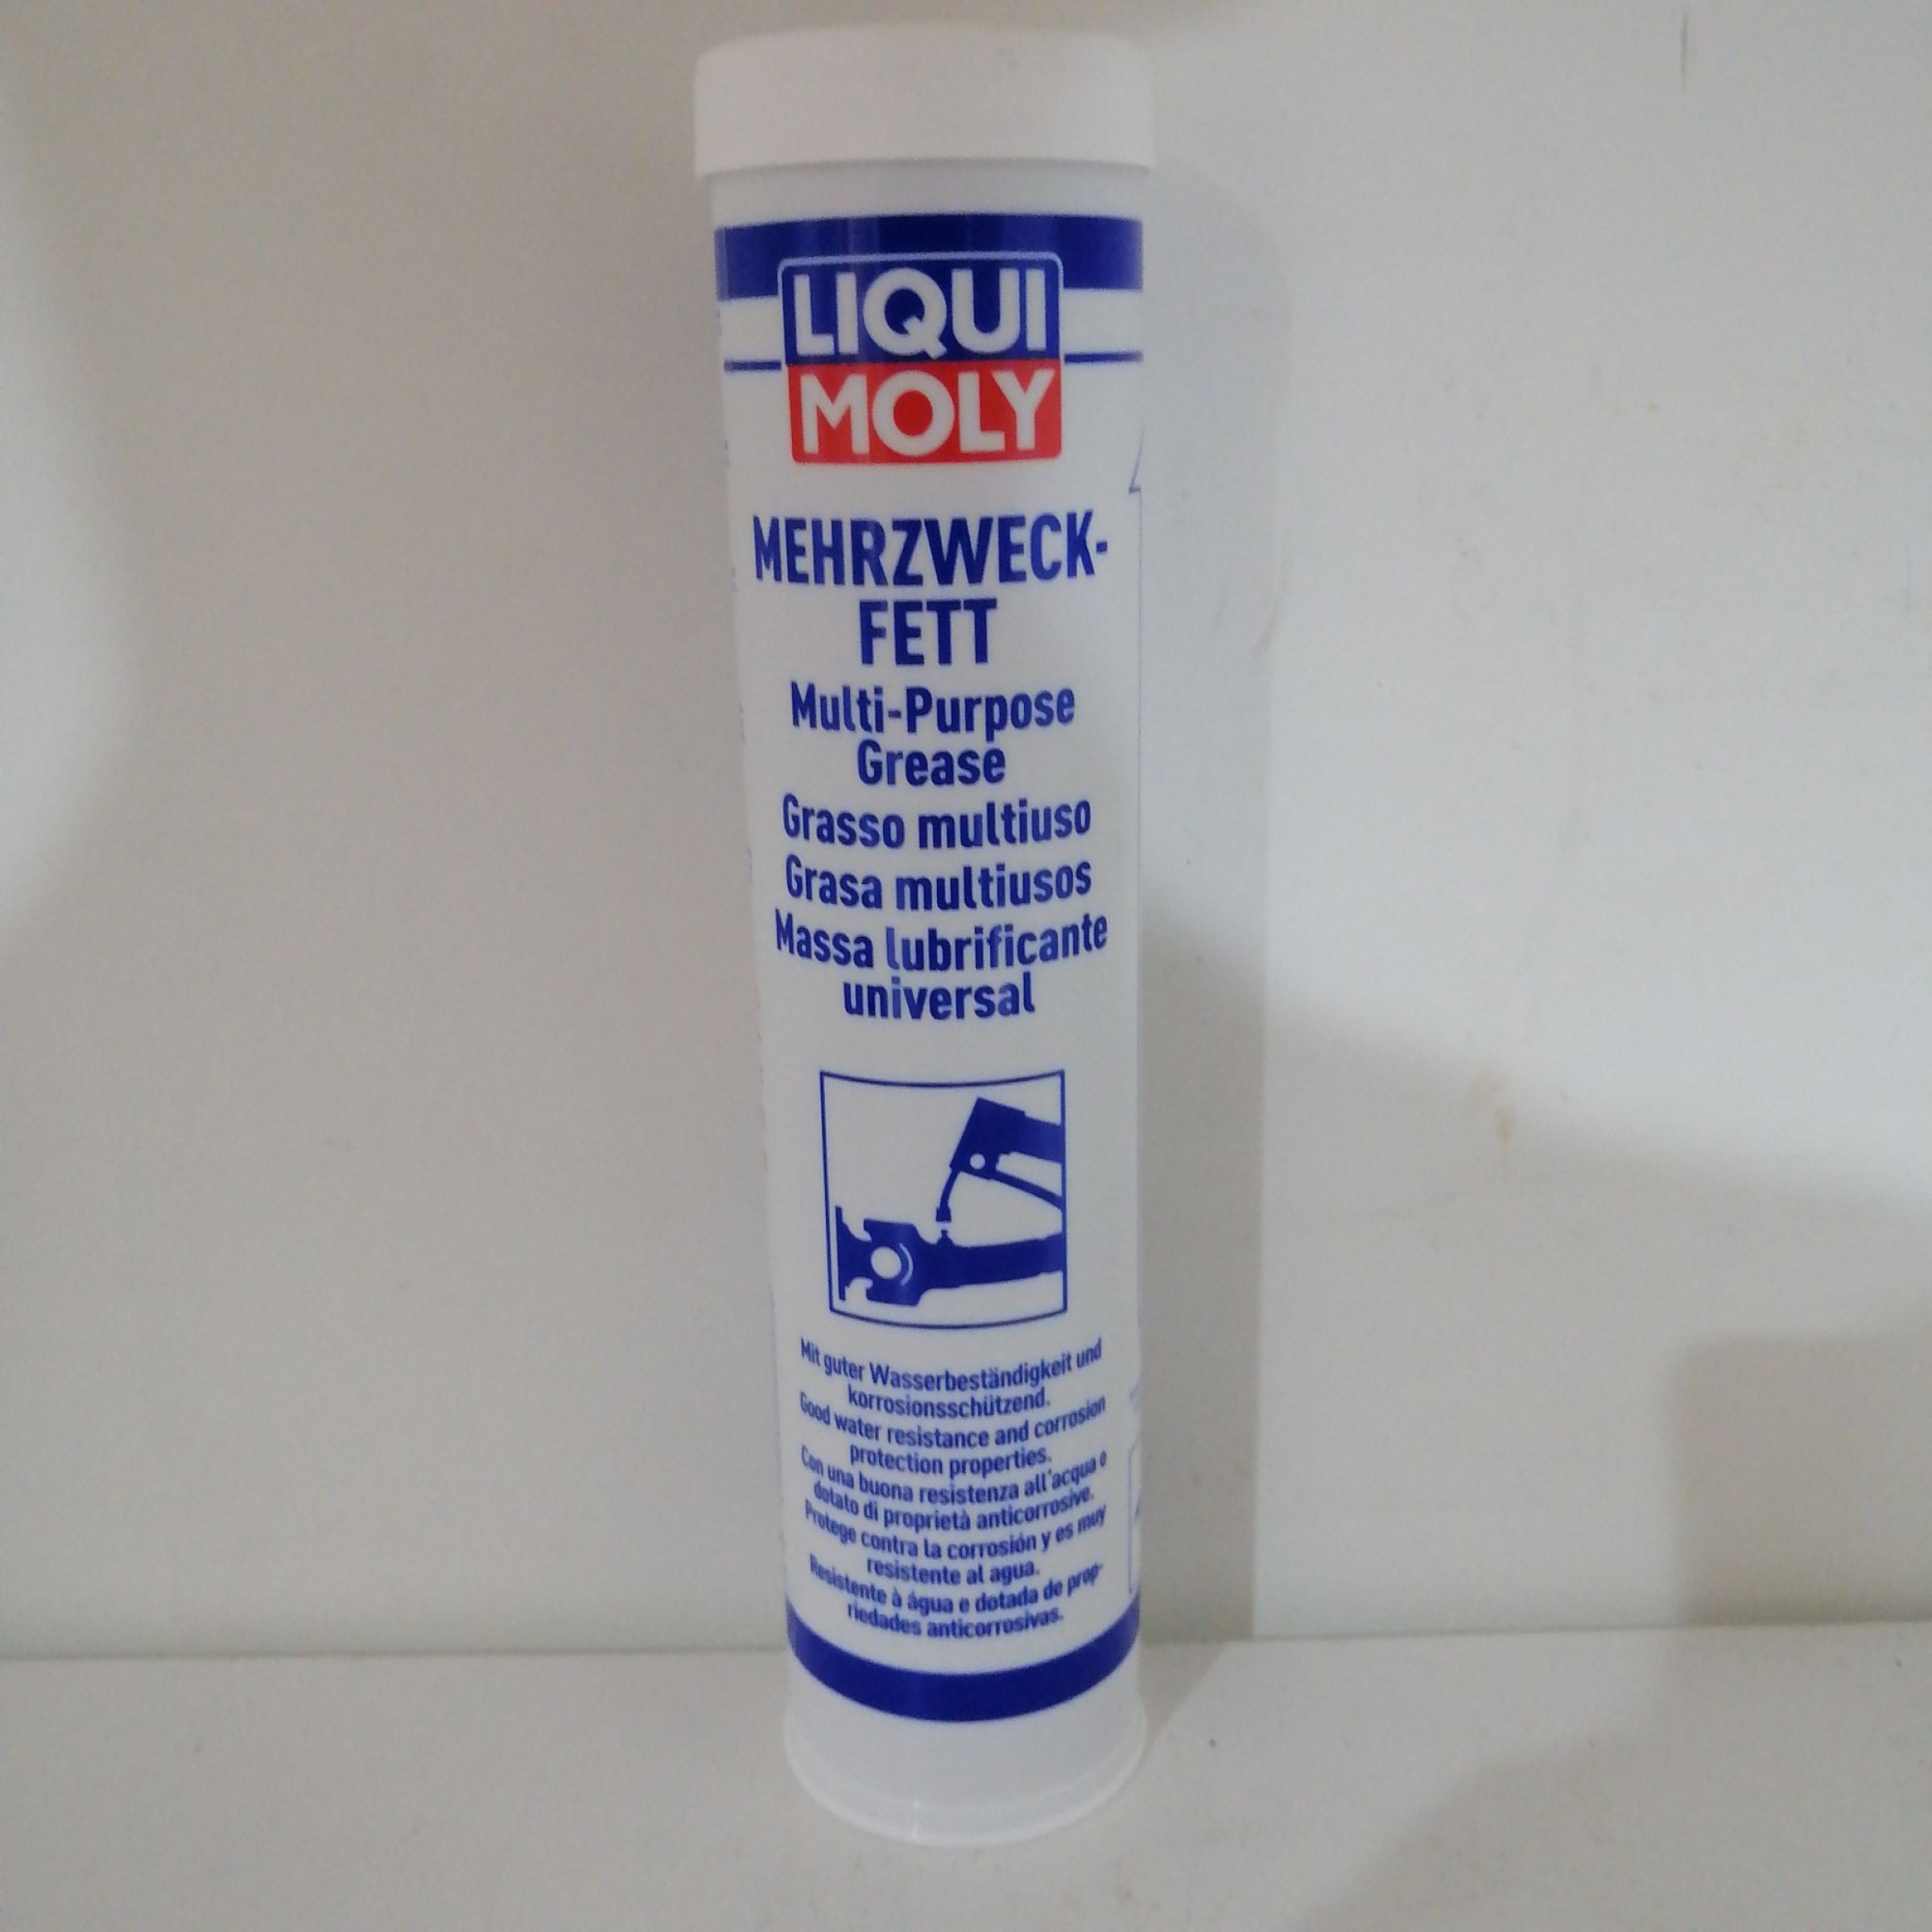 LIQUI
MOLY
MEHRZWECK-
FETT
Multi-Purpose
Grease
Grasso multiuso
Grasa multiusos
Massa lubrificante
universal
Mit guter Wasserbeständigkeit und
korrosionsschützend.
Good water resistance and corrosion
protection properties.
Con una buona resistenza all'acqua o
dotato di proprietà anticorrosive.
Protege contra la corrosión y es muy
resistente al agua.
Resistente à água e dotada de prop-
riedades anticorrosivas.